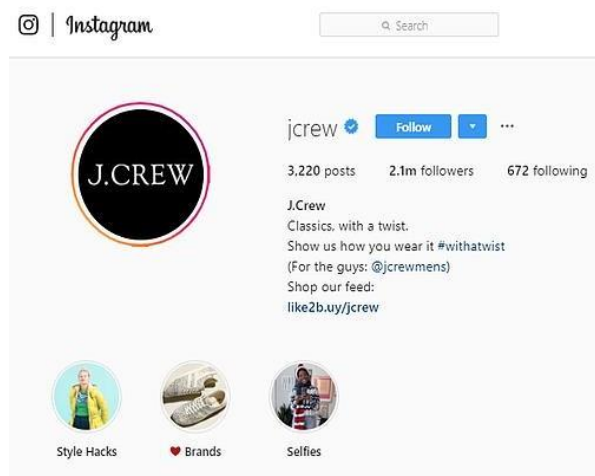 Instagram
Search
J.CREW
jcrew Follow
3,220 posts 2.1m followers 672 following
J.Crew
Classics, with a twist.
Show us how you wear it #withatwist
(For the guys: @jcrewmens)
Shop our feed:
like2b.uy/jcrew
Style Hacks ♥ Brands Selfies